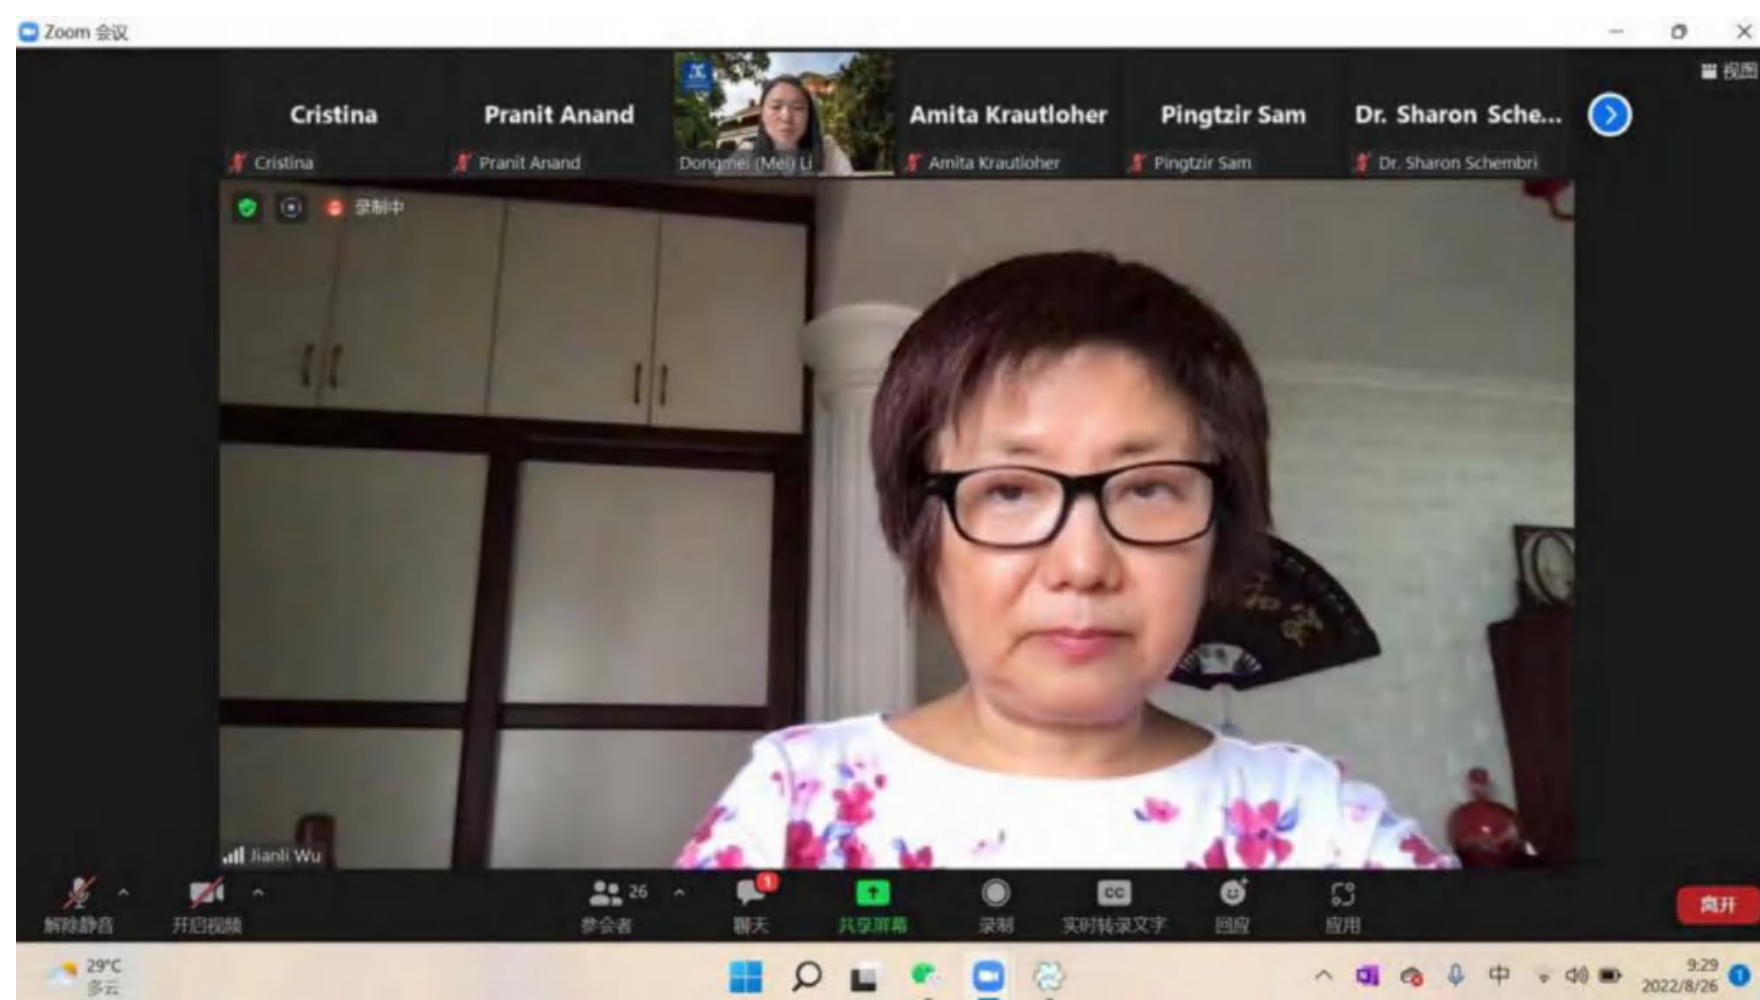 Zoom 会议
视图
Cristina
Pranit Anand
Amita Krautloher
Pingtzir Sam
Dr. Sharon Sche...
Cristina
Pranit Anand
Dongmei (Mei) Li
Amita Krautloher
Pingtzir Sam
Dr. Sharon Schembri
录制中
Jianli Wu
26
1
CC
解除静音
开启视频
参会者
聊天
共享屏幕
录制
实时转录文字
回应
应用
离开
29°C
多云
中
9:29
2022/8/26
1